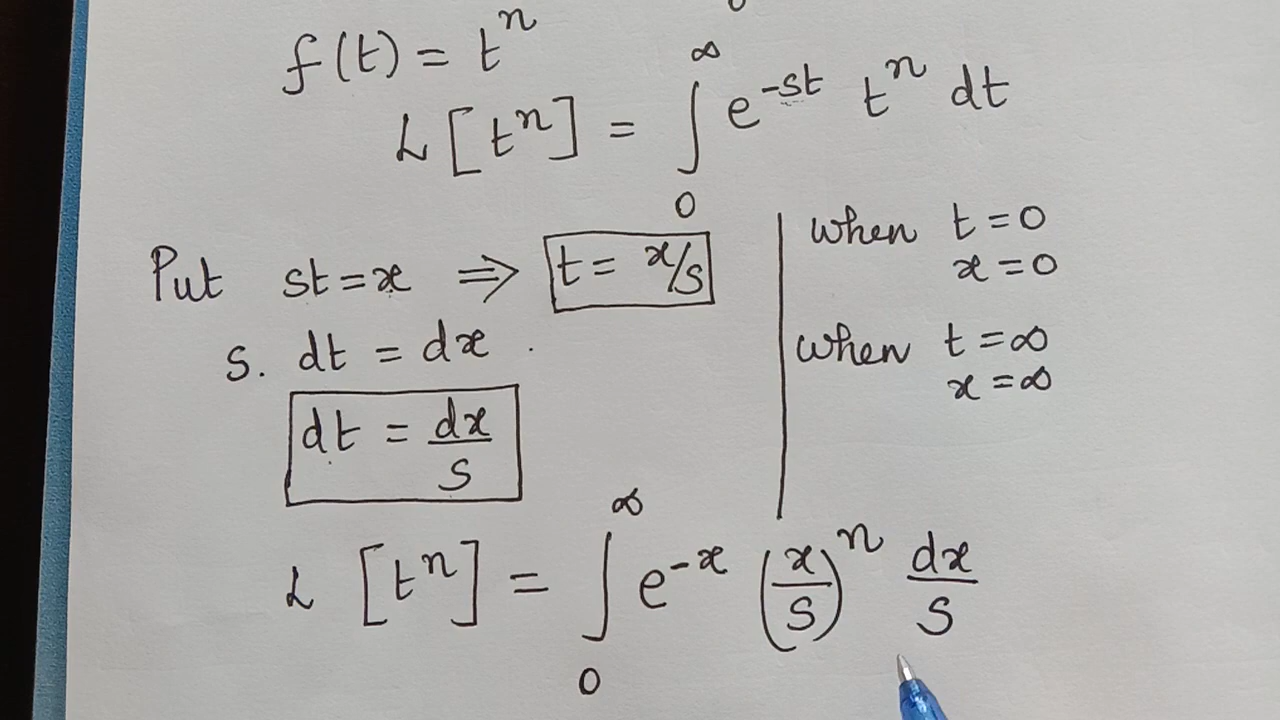 f(t) = t^n
L[t^n] = ∫_0^∞ e^{-st} t^n dt
Put st = x ⇒ t = x/s
s. dt = dx .
dt = dx/s
when t = 0
x = 0
when t = ∞
x = ∞
L [t^n] = ∫_0^∞ e^{-x} (x/s)^n dx/s